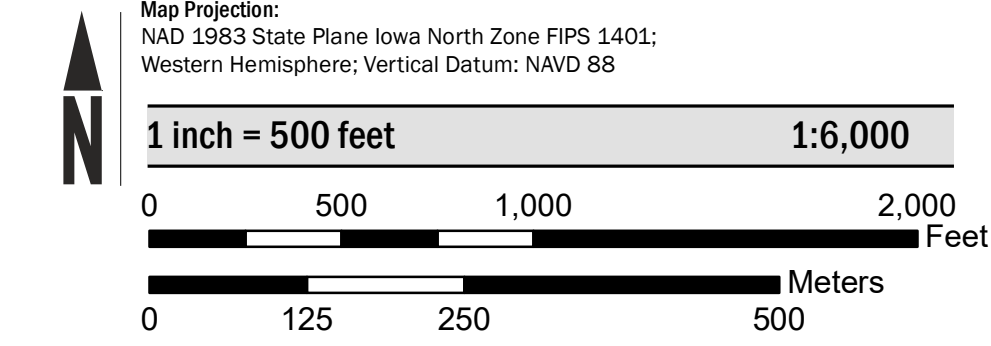 Map Projection:
NAD 1983 State Plane Iowa North Zone FIPS 1401;
Western Hemisphere; Vertical Datum: NAVD 88
N
1 inch = 500 feet 1:6,000
0 500 1,000 2,000
Feet
Meters
0 125 250 500